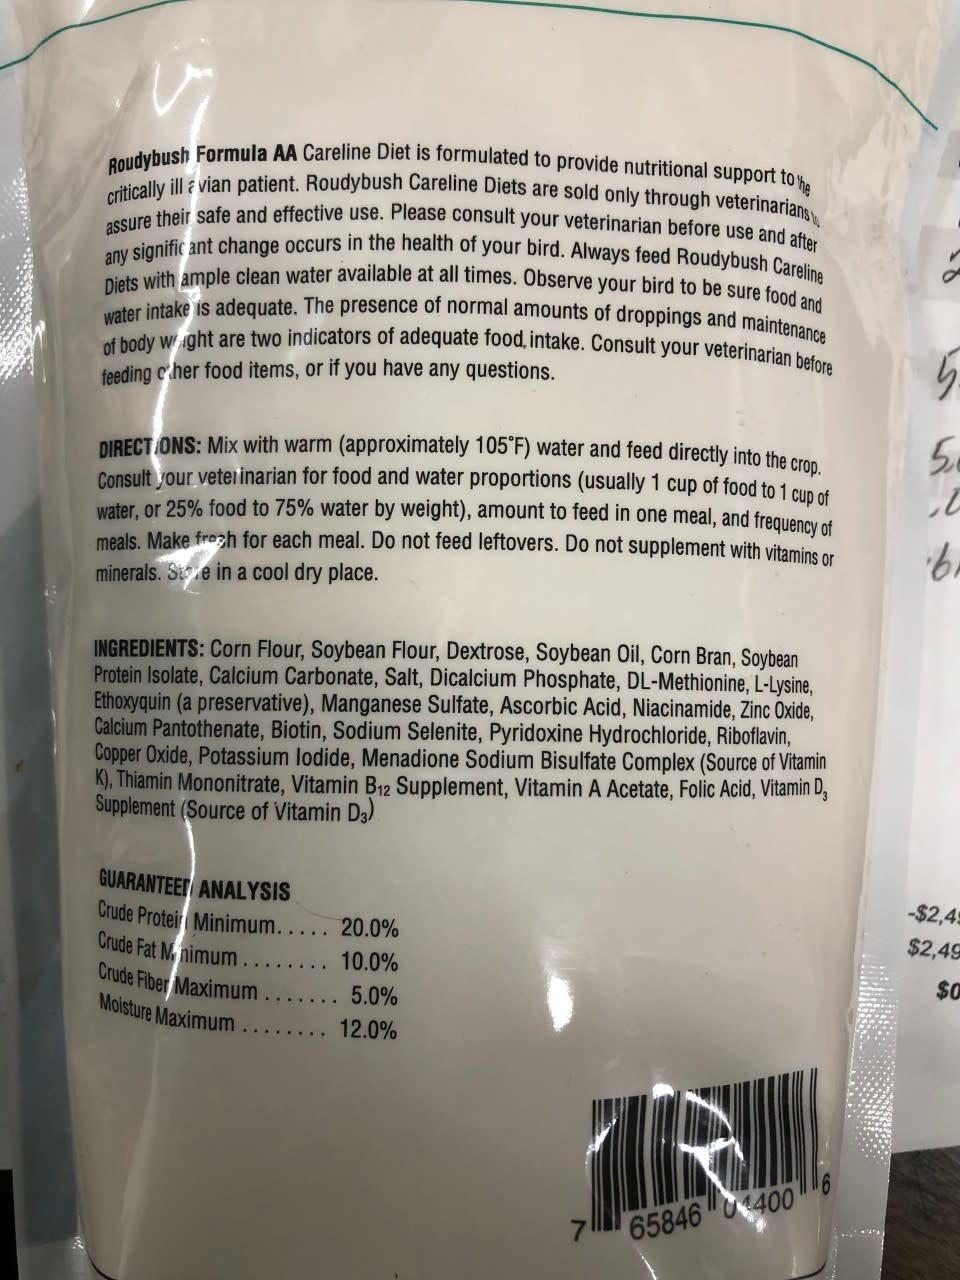 Roudybush Formula AA Careline Diet is formulated to provide nutritional support to the
critically ill avian patient. Roudybush Careline Diets are sold only through veterinarians to
assure their safe and effective use. Please consult your veterinarian before use and after
any significant change occurs in the health of your bird. Always feed Roudybush Careline
Diets with ample clean water available at all times. Observe your bird to be sure food and
water intake is adequate. The presence of normal amounts of droppings and maintenance
of body weight are two indicators of adequate food intake. Consult your veterinarian before
feeding other food items, or if you have any questions.
DIRECTIONS: Mix with warm (approximately 105°F) water and feed directly into the crop.
Consult your veterinarian for food and water proportions (usually 1 cup of food to 1 cup of
water, or 25% food to 75% water by weight), amount to feed in one meal, and frequency of
meals. Make fresh for each meal. Do not feed leftovers. Do not supplement with vitamins or
minerals. Store in a cool dry place.
INGREDIENTS: Corn Flour, Soybean Flour, Dextrose, Soybean Oil, Corn Bran, Soybean
Protein Isolate, Calcium Carbonate, Salt, Dicalcium Phosphate, DL-Methionine, L-Lysine,
Ethoxyquin (a preservative), Manganese Sulfate, Ascorbic Acid, Niacinamide, Zinc Oxide,
Calcium Pantothenate, Biotin, Sodium Selenite, Pyridoxine Hydrochloride, Riboflavin,
Copper Oxide, Potassium Iodide, Menadione Sodium Bisulfate Complex (Source of Vitamin
K), Thiamin Mononitrate, Vitamin B12 Supplement, Vitamin A Acetate, Folic Acid, Vitamin D3
Supplement (Source of Vitamin D3)
GUARANTEED ANALYSIS
Crude Protein Minimum..... 20.0%
Crude Fat Minimum........ 10.0%
Crude Fiber Maximum....... 5.0%
Moisture Maximum........ 12.0%
7 65846 04400 6
-$2,4
$2,49
$0